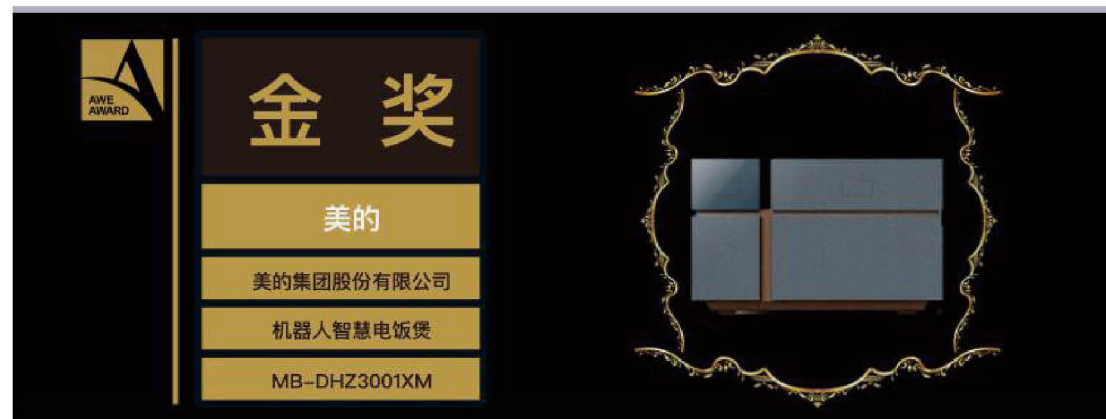 AWE
AWARD
金 奖
美的
美的集团股份有限公司
机器人智慧电饭煲
MB-DHZ3001XM